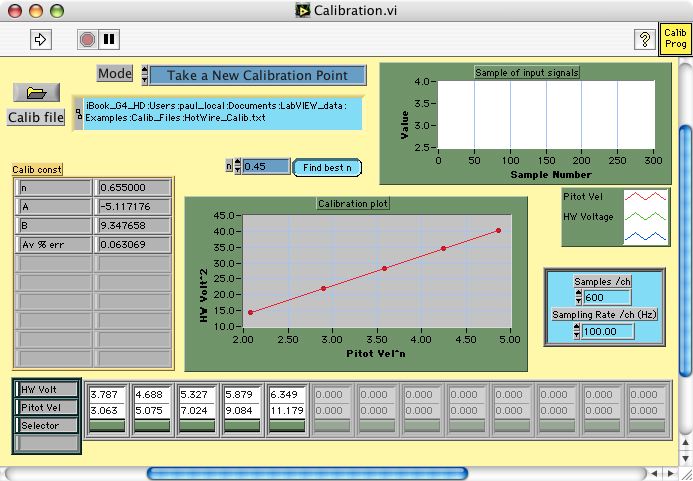 Calibration.vi
?
Calib
Prog
Mode
Take a New Calibration Point
Calib file
iBook_G4_HD:Users:paul_local:Documents:LabVIEW_data:
Examples:Calib_Files:HotWire_Calib.txt
Sample of input signals
Value
4.0
3.5
3.0
2.5
0 50 100 150 200 250 300
Sample Number
n 0.45 Find best n
Calib const
n 0.655000
A -5.117176
B 9.347658
Av % err 0.063069
Calibration plot
HW Volt^2
45.0
40.0
35.0
30.0
25.0
20.0
15.0
10.0
2.00 2.50 3.00 3.50 4.00 4.50 5.00
Pitot Vel^n
Pitot Vel
HW Voltage
Samples /ch
600
Sampling Rate /ch (Hz)
100.00
HW Volt 3.787 4.688 5.327 5.879 6.349 0.000 0.000 0.000 0.000 0.000 0.000 0.000 0.000
Pitot Vel 3.063 5.075 7.024 9.084 11.179 0.000 0.000 0.000 0.000 0.000 0.000 0.000 0.000
Selector